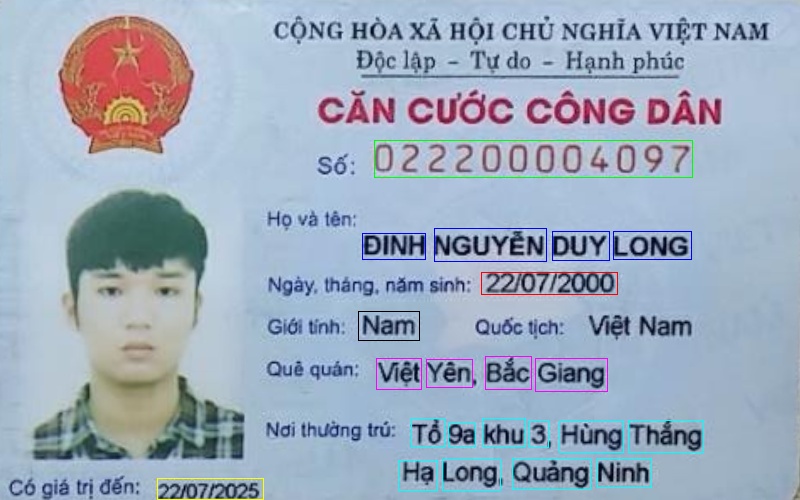 CỘNG HÒA XÃ HỘI CHỦ NGHĨA VIỆT NAM
Độc lập - Tự do - Hạnh phúc
CĂN CƯỚC CÔNG DÂN
Số: 022200004097
Họ và tên:
ĐINH NGUYỄN DUY LONG
Ngày, tháng, năm sinh: 22/07/2000
Giới tính: Nam Quốc tịch: Việt Nam
Quê quán: Việt Yên, Bắc Giang
Nơi thường trú: Tổ 9a khu 3, Hùng Thắng
Hạ Long, Quảng Ninh
Có giá trị đến: 22/07/2025